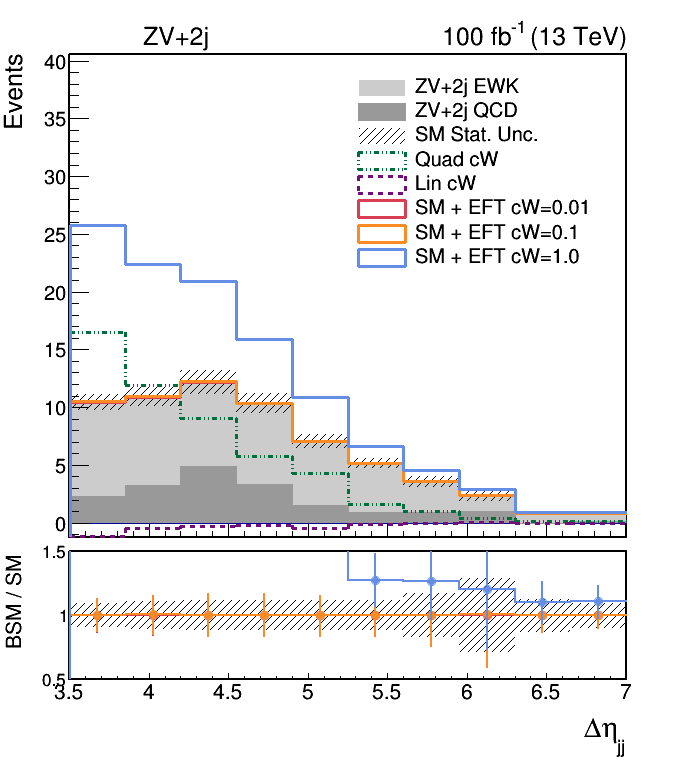 ZV+2j 100 fb⁻¹ (13 TeV)
Events
40
35
30
25
20
15
10
5
0
ZV+2j EWK
ZV+2j QCD
SM Stat. Unc.
Quad cW
Lin cW
SM + EFT cW=0.01
SM + EFT cW=0.1
SM + EFT cW=1.0
BSM / SM
1.5
1
0.5
3.5 4 4.5 5 5.5 6 6.5 7
Δη_jj